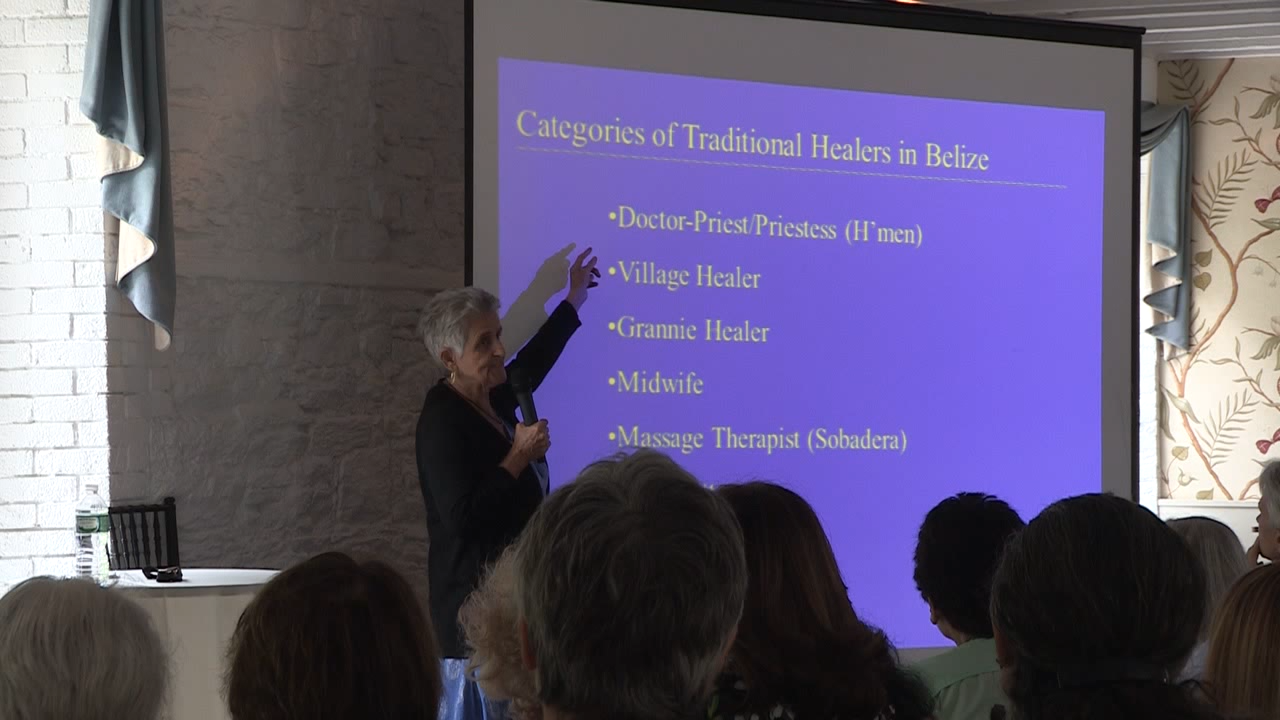 Categories of Traditional Healers in Belize
•Doctor-Priest/Priestess (H'men)
•Village Healer
•Grannie Healer
•Midwife
•Massage Therapist (Sobadera)